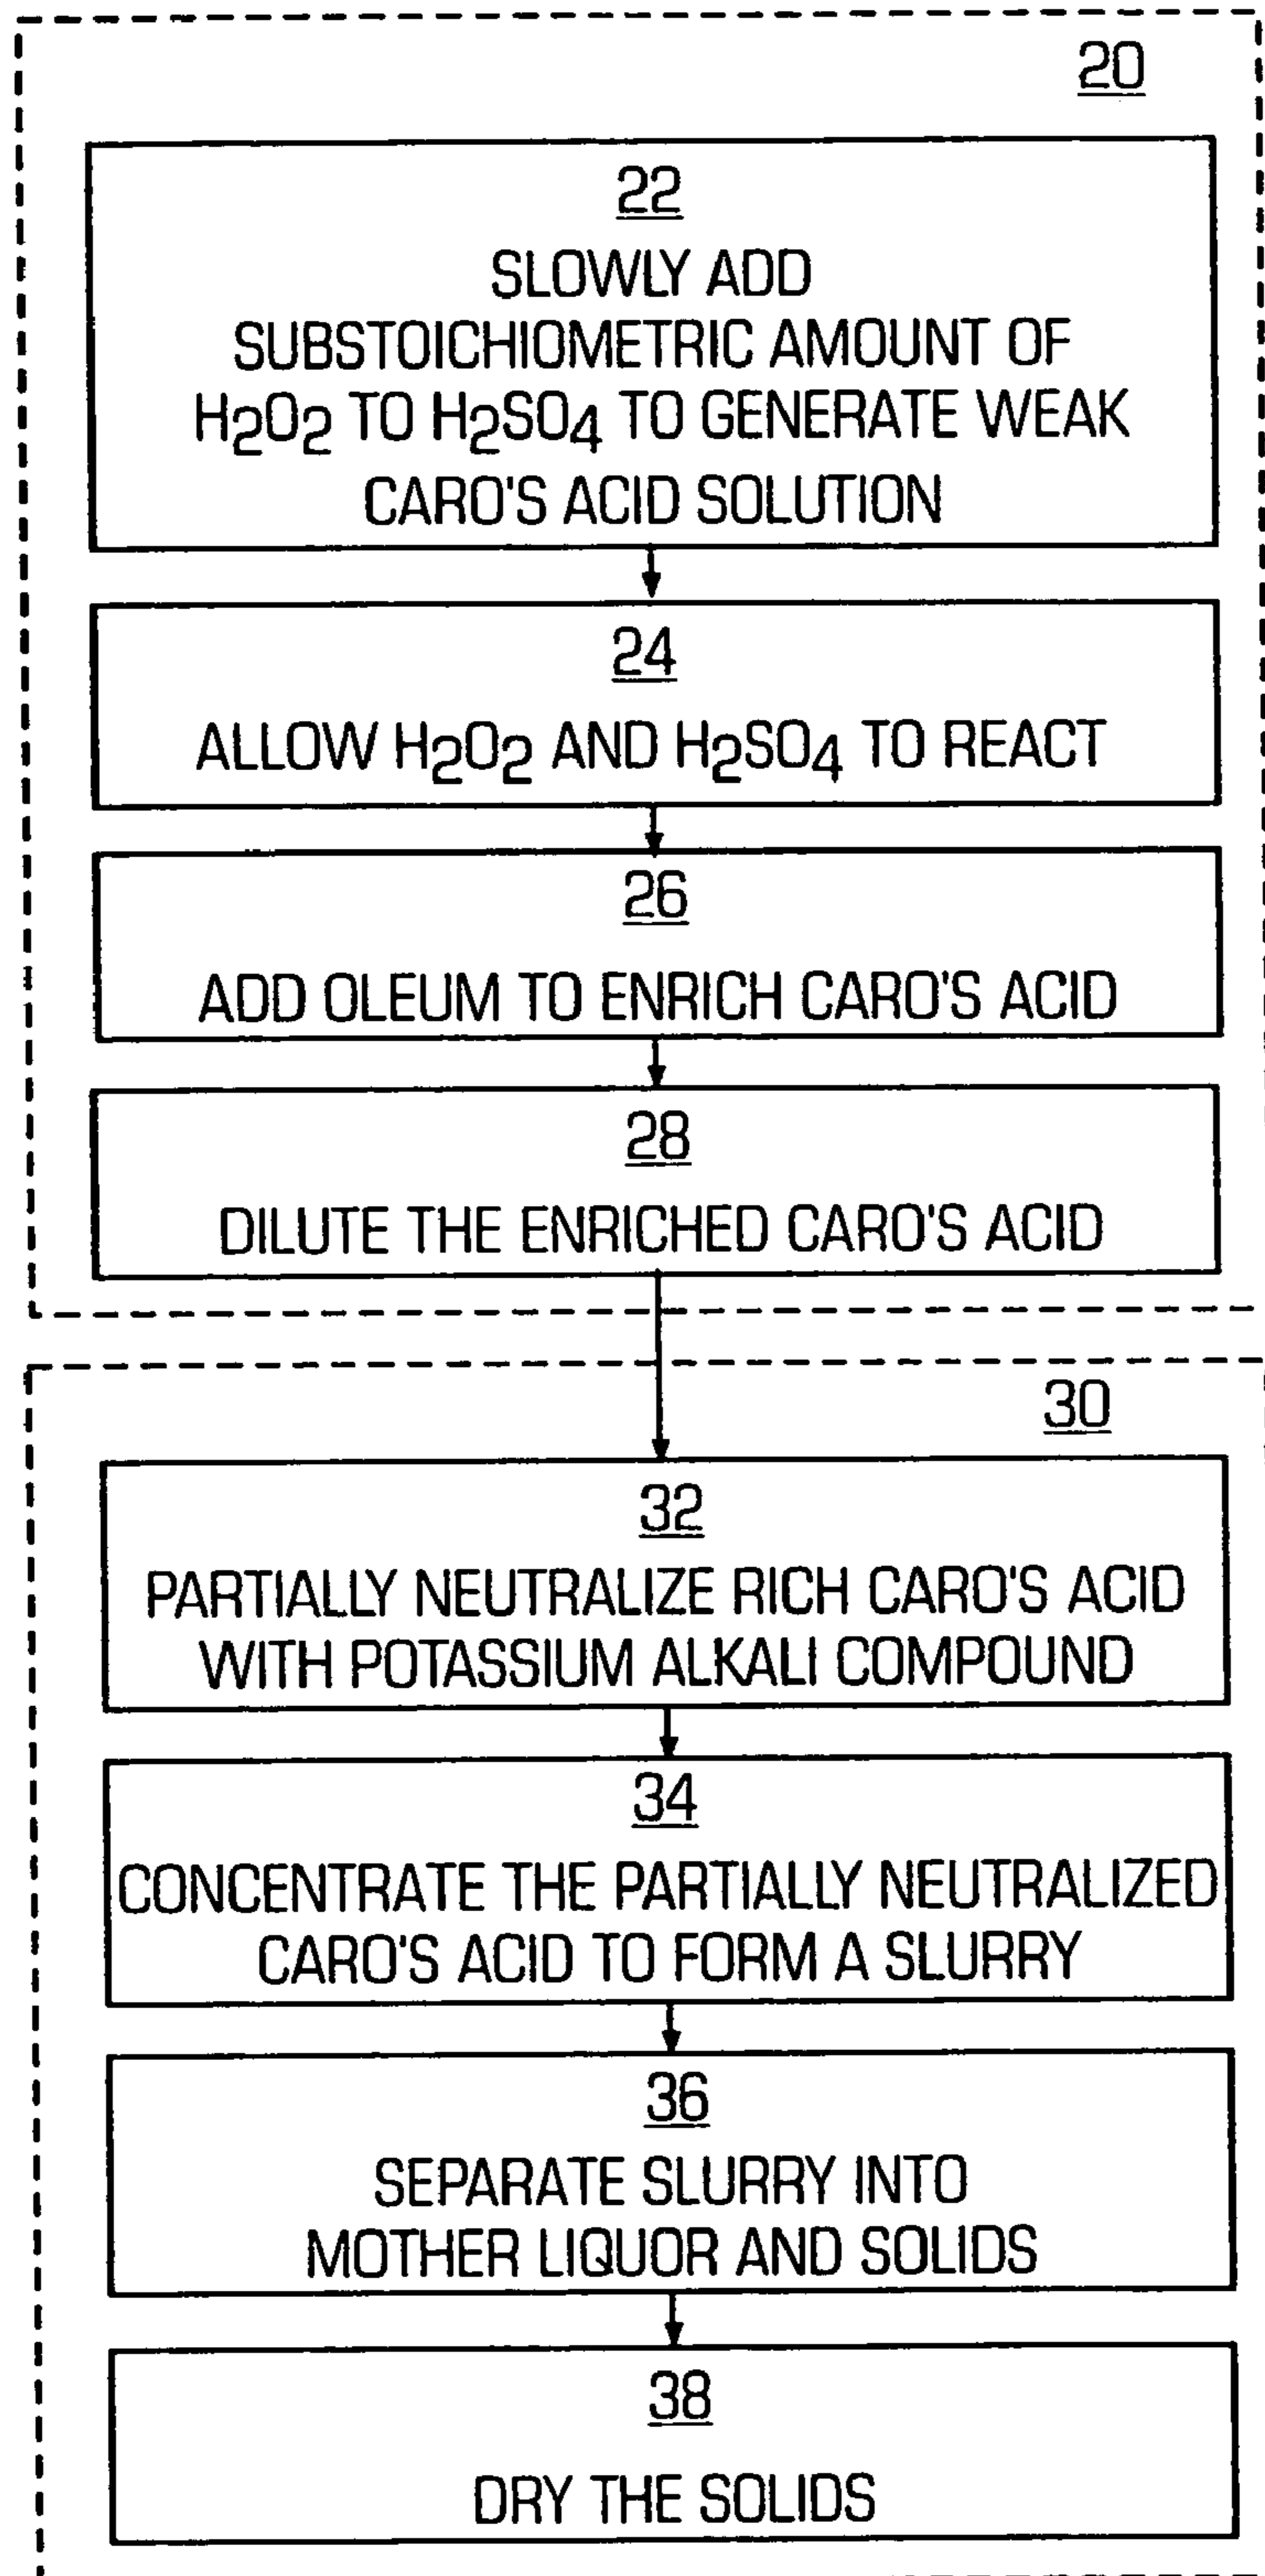 20
22
SLOWLY ADD
SUBSTOICHIOMETRIC AMOUNT OF
H₂O₂ TO H₂SO₄ TO GENERATE WEAK
CARO'S ACID SOLUTION
24
ALLOW H₂O₂ AND H₂SO₄ TO REACT
26
ADD OLEUM TO ENRICH CARO'S ACID
28
DILUTE THE ENRICHED CARO'S ACID
30
32
PARTIALLY NEUTRALIZE RICH CARO'S ACID
WITH POTASSIUM ALKALI COMPOUND
34
CONCENTRATE THE PARTIALLY NEUTRALIZED
CARO'S ACID TO FORM A SLURRY
36
SEPARATE SLURRY INTO
MOTHER LIQUOR AND SOLIDS
38
DRY THE SOLIDS